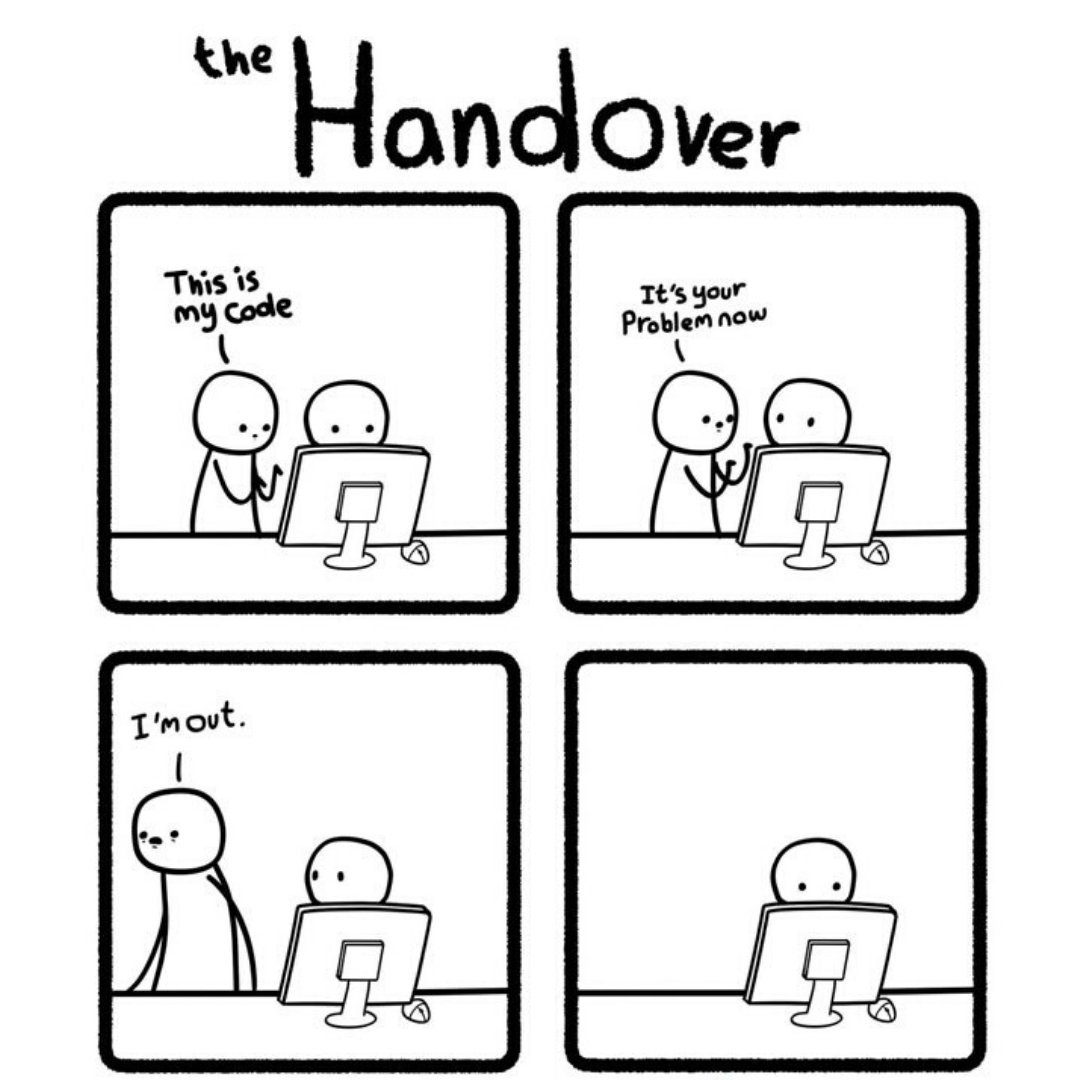 the Handover
This is
my code
It's your
Problem now
I'm out.